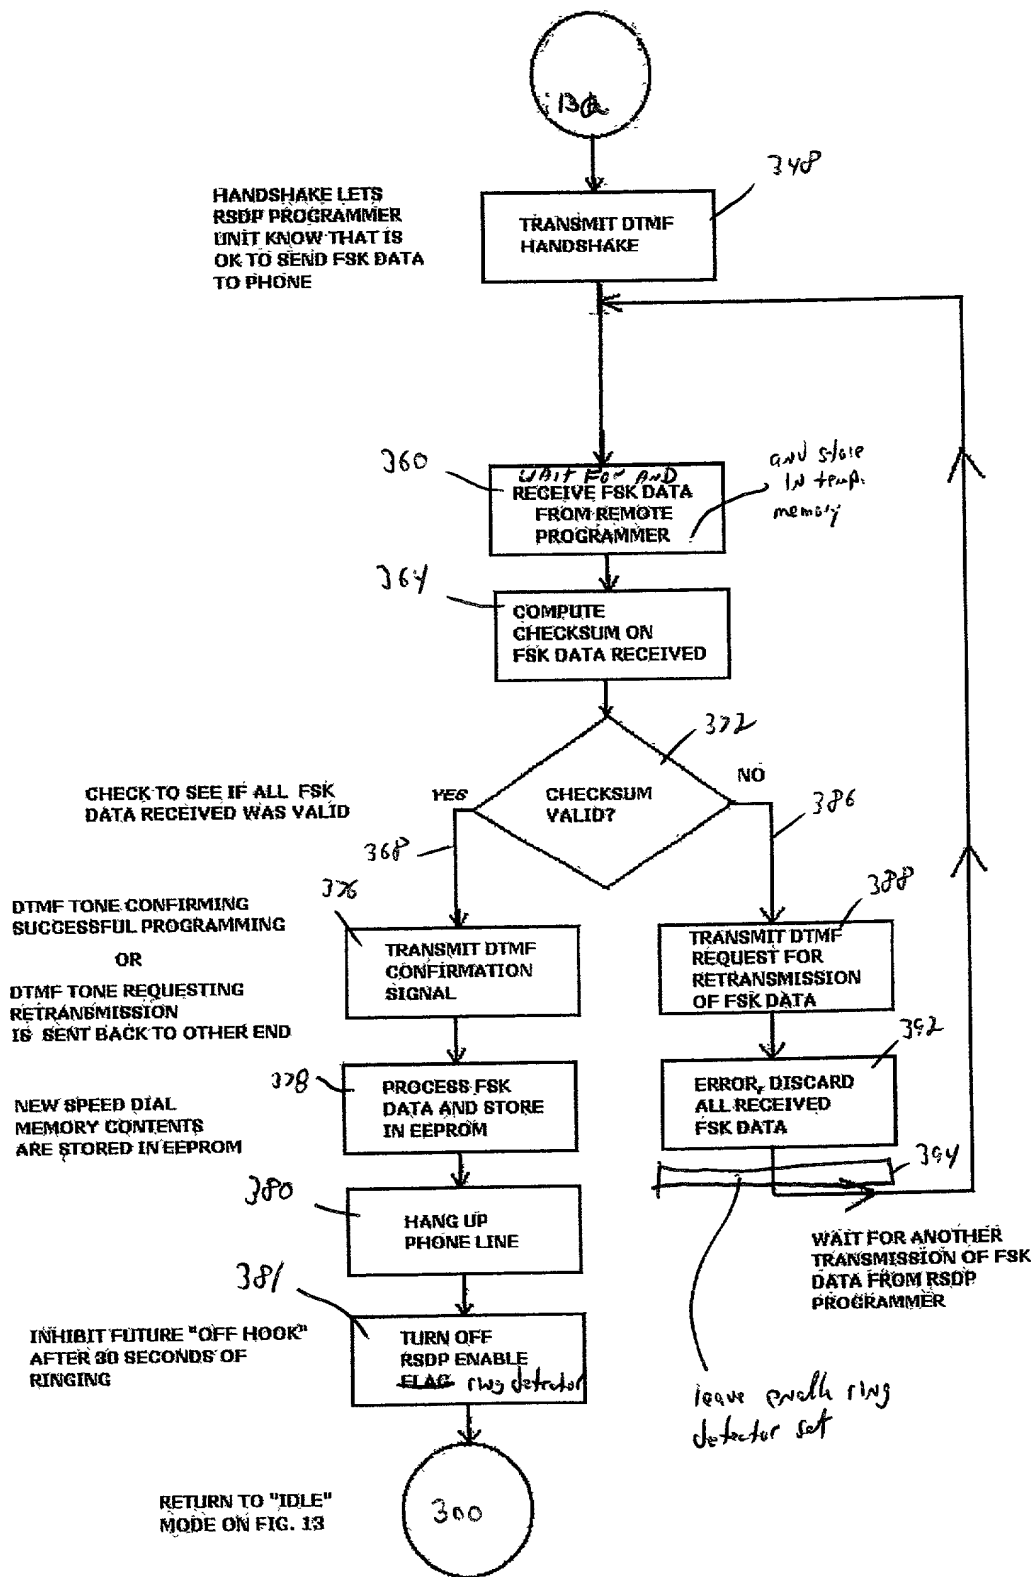 13a
348
HANDSHAKE LETS
RSDP PROGRAMMER
UNIT KNOW THAT IS
OK TO SEND FSK DATA
TO PHONE
TRANSMIT DTMF
HANDSHAKE
360
WAIT FOR AND
RECEIVE FSK DATA
FROM REMOTE
PROGRAMMER
and store
in temp.
memory
364
COMPUTE
CHECKSUM ON
FSK DATA RECEIVED
372
CHECK TO SEE IF ALL FSK
DATA RECEIVED WAS VALID
YES
CHECKSUM
VALID?
NO
368
386
DTMF TONE CONFIRMING
SUCCESSFUL PROGRAMMING
OR
DTMF TONE REQUESTING
RETRANSMISSION
IS SENT BACK TO OTHER END
376
TRANSMIT DTMF
CONFIRMATION
SIGNAL
388
TRANSMIT DTMF
REQUEST FOR
RETRANSMISSION
OF FSK DATA
NEW SPEED DIAL
MEMORY CONTENTS
ARE STORED IN EEPROM
378
PROCESS FSK
DATA AND STORE
IN EEPROM
392
ERROR, DISCARD
ALL RECEIVED
FSK DATA
394
380
HANG UP
PHONE LINE
WAIT FOR ANOTHER
TRANSMISSION OF FSK
DATA FROM RSDP
PROGRAMMER
381
INHIBIT FUTURE "OFF HOOK"
AFTER 30 SECONDS OF
RINGING
TURN OFF
RSDP ENABLE
FLAG ring detector
leave ring
detector set
RETURN TO "IDLE"
MODE ON FIG. 13
300